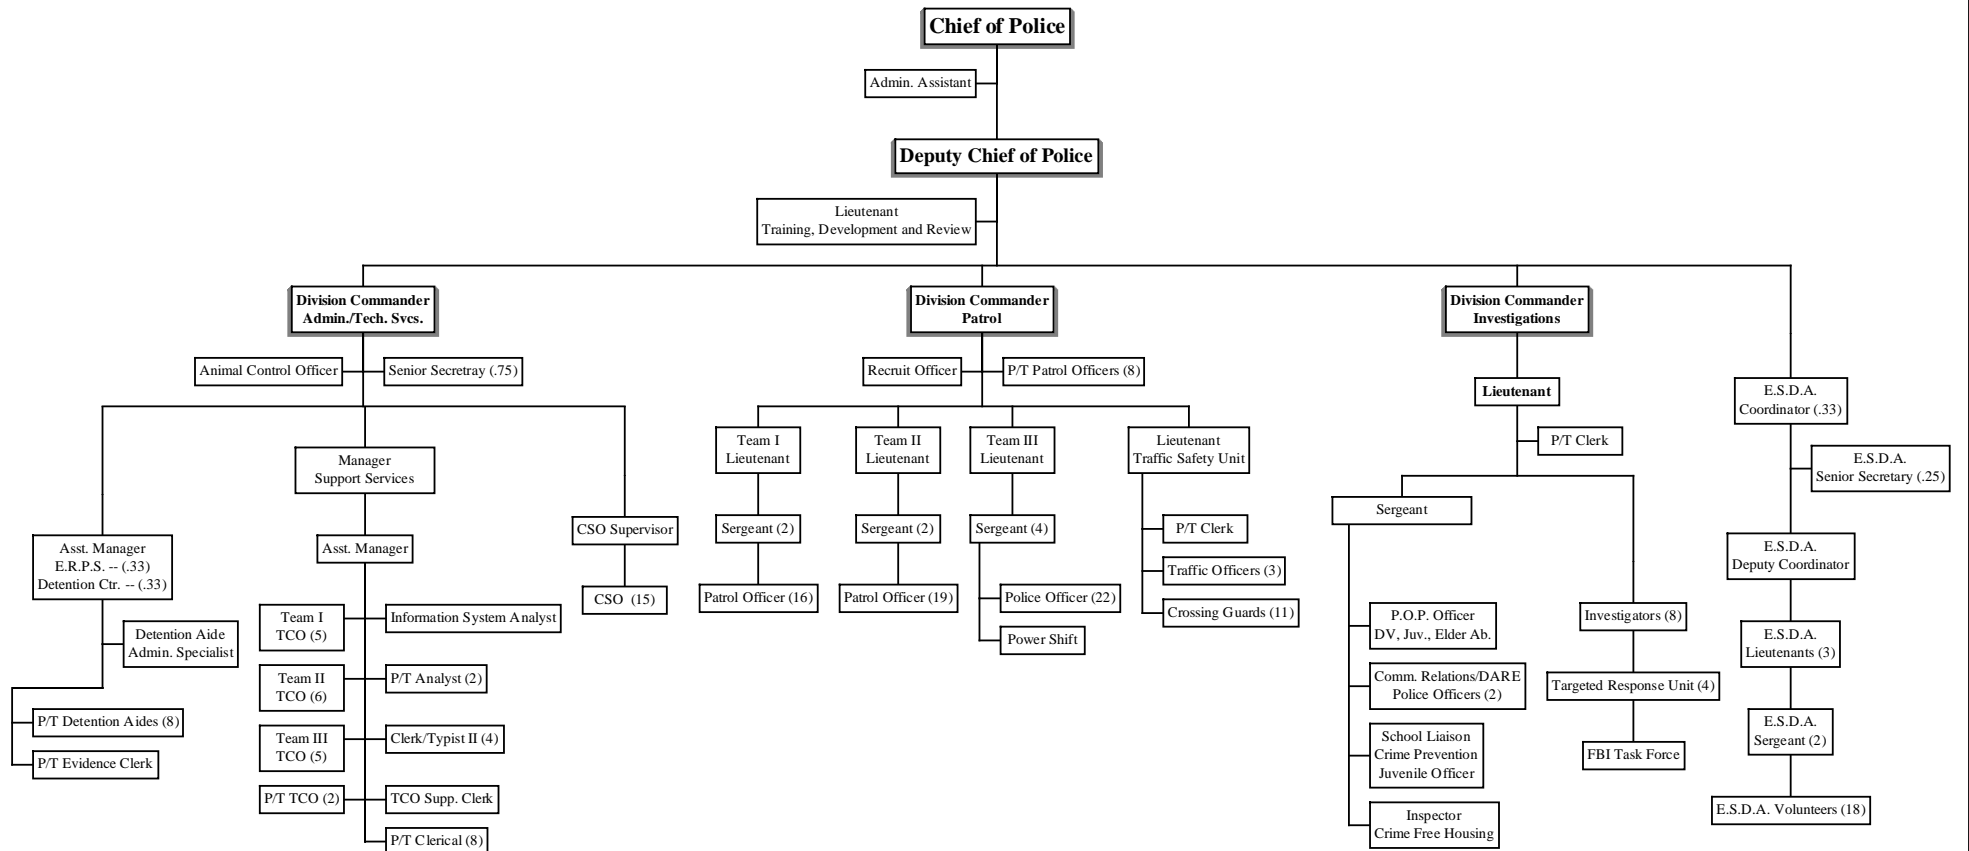 Chief of Police
Admin. Assistant
Deputy Chief of Police
Lieutenant
Training, Development and Review
Division Commander
Admin./Tech. Svcs.
Division Commander
Patrol
Division Commander
Investigations
Animal Control Officer
Senior Secretray (.75)
Recruit Officer
P/T Patrol Officers (8)
Lieutenant
E.S.D.A.
Coordinator (.33)
P/T Clerk
E.S.D.A.
Senior Secretary (.25)
Manager
Support Services
Team I
Lieutenant
Team II
Lieutenant
Team III
Lieutenant
Lieutenant
Traffic Safety Unit
Sergeant
Asst. Manager
E.R.P.S. -- (.33)
Detention Ctr. -- (.33)
Asst. Manager
CSO Supervisor
Sergeant (2)
Sergeant (2)
Sergeant (4)
P/T Clerk
E.S.D.A.
Deputy Coordinator
CSO (15)
Patrol Officer (16)
Patrol Officer (19)
Police Officer (22)
Power Shift
Traffic Officers (3)
Crossing Guards (11)
Detention Aide
Admin. Specialist
Team I
TCO (5)
Information System Analyst
P.O.P. Officer
DV, Juv., Elder Ab.
Investigators (8)
E.S.D.A.
Lieutenants (3)
Team II
TCO (6)
P/T Analyst (2)
Comm. Relations/DARE
Police Officers (2)
Targeted Response Unit (4)
P/T Detention Aides (8)
P/T Evidence Clerk
Team III
TCO (5)
Clerk/Typist II (4)
School Liaison
Crime Prevention
Juvenile Officer
FBI Task Force
E.S.D.A.
Sergeant (2)
P/T TCO (2)
TCO Supp. Clerk
P/T Clerical (8)
Inspector
Crime Free Housing
E.S.D.A. Volunteers (18)